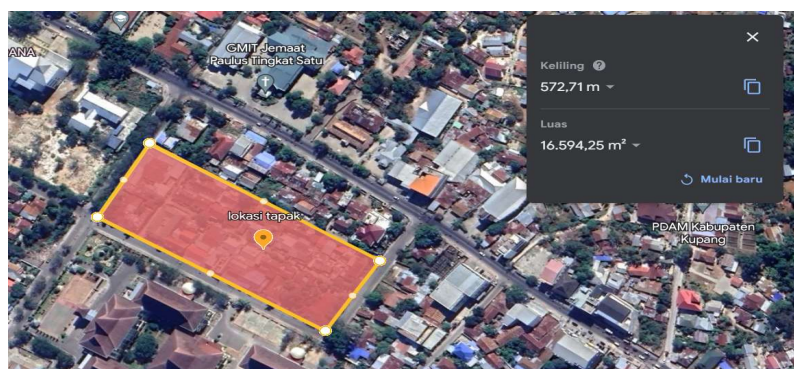 ANA
GMIT Jemaat
Paulus Tingkat Satu
lokasi tapak
Keliling
572,71 m
Luas
16.594,25 m²
Mulai baru
PDAM Kabupaten
Kupang